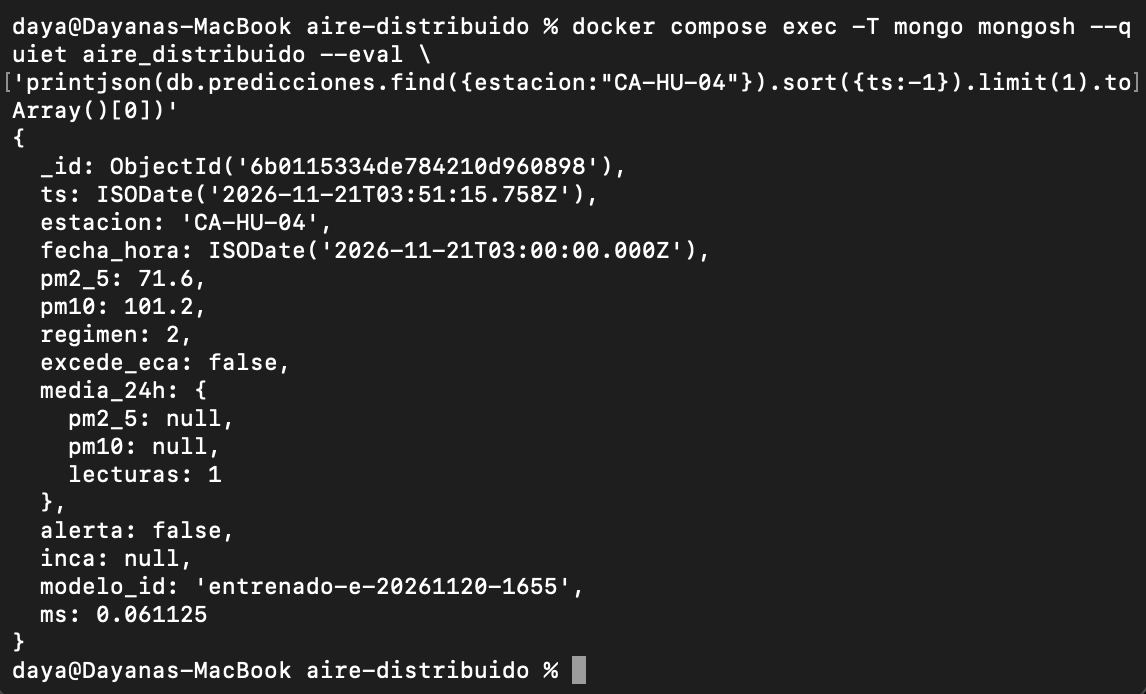 daya@Dayanas-MacBook aire-distribuido % docker compose exec -T mongo mongosh --q
uiet aire_distribuido --eval \
['printjson(db.predicciones.find({estacion:"CA-HU-04"}).sort({ts:-1}).limit(1).to]
Array()[0])'
{
  _id: ObjectId('6b0115334de784210d960898'),
  ts: ISODate('2026-11-21T03:51:15.758Z'),
  estacion: 'CA-HU-04',
  fecha_hora: ISODate('2026-11-21T03:00:00.000Z'),
  pm2_5: 71.6,
  pm10: 101.2,
  regimen: 2,
  excede_eca: false,
  media_24h: {
    pm2_5: null,
    pm10: null,
    lecturas: 1
  },
  alerta: false,
  inca: null,
  modelo_id: 'entrenado-e-20261120-1655',
  ms: 0.061125
}
daya@Dayanas-MacBook aire-distribuido %